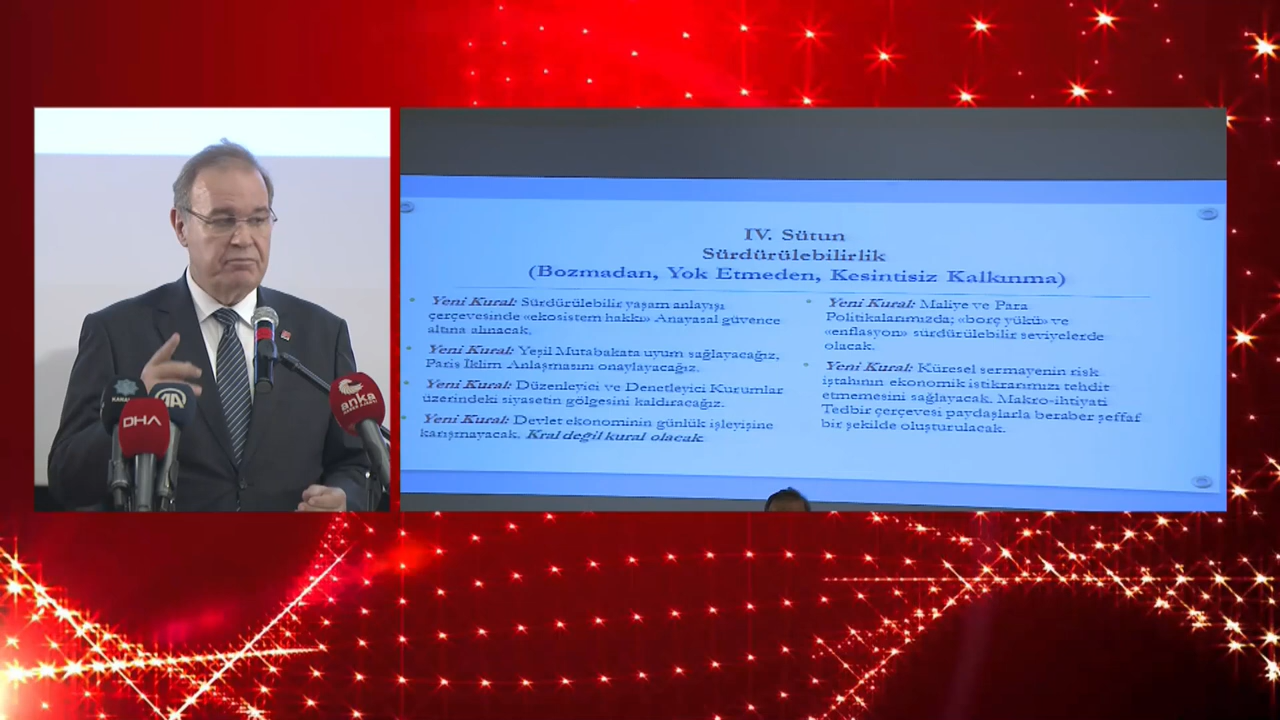 IV. Sütun
Sürdürülebilirlik
(Bozmadan, Yok Etmeden, Kesintisiz Kalkınma)
• Yeni Kural: Sürdürülebilir yaşam anlayışı
çerçevesinde «ekosistem hakkı» Anayasal güvence
altına alınacak.
• Yeni Kural: Yeşil Mutabakata uyum sağlayacağız,
Paris İklim Anlaşmasını onaylayacağız.
• Yeni Kural: Düzenleyici ve Denetleyici Kurumlar
üzerindeki siyasetin gölgesini kaldıracağız.
• Yeni Kural: Devlet ekonominin günlük işleyişine
karışmayacak. Kral değil kural olacak.
• Yeni Kural: Maliye ve Para
Politikalarımızda; «borç yükü» ve
«enflasyon» sürdürülebilir seviyelerde
olacak.
• Yeni Kural: Küresel sermayenin risk
iştahının ekonomik istikrarımızı tehdit
etmemesini sağlayacak. Makro-ihtiyati
Tedbir çerçevesi paydaşlarla beraber şeffaf
bir şekilde oluşturulacak.
DHA
AA
anka